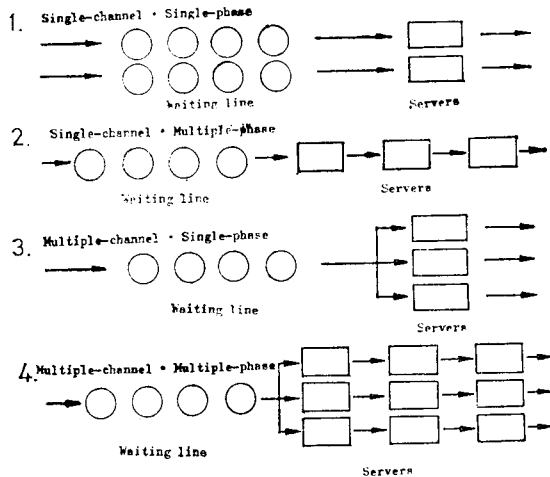 1. Single-channel · Single-phase
Waiting line
Servers
2. Single-channel · Multiple-phase
Waiting line
Servers
3. Multiple-channel · Single-phase
Waiting line
Servers
4. Multiple-channel · Multiple-phase
Waiting line
Servers